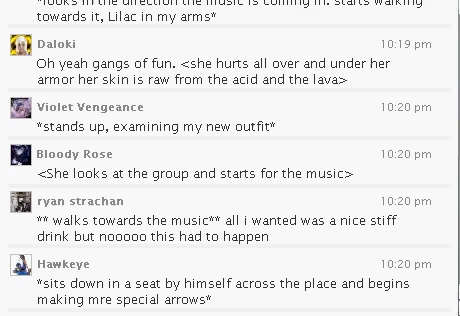 *looks in the direction the music is coming in. starts walking
towards it, Lilac in my arms*
Daloki 10:19 pm
Oh yeah gangs of fun. <she hurts all over and under her
armor her skin is raw from the acid and the lava>
Violet Vengeance 10:20 pm
*stands up, examining my new outfit*
Bloody Rose 10:20 pm
<She looks at the group and starts for the music>
ryan strachan 10:20 pm
** walks towards the music** all i wanted was a nice stiff
drink but nooooo this had to happen
Hawkeye 10:20 pm
*sits down in a seat by himself across the place and begins
making mre special arrows*